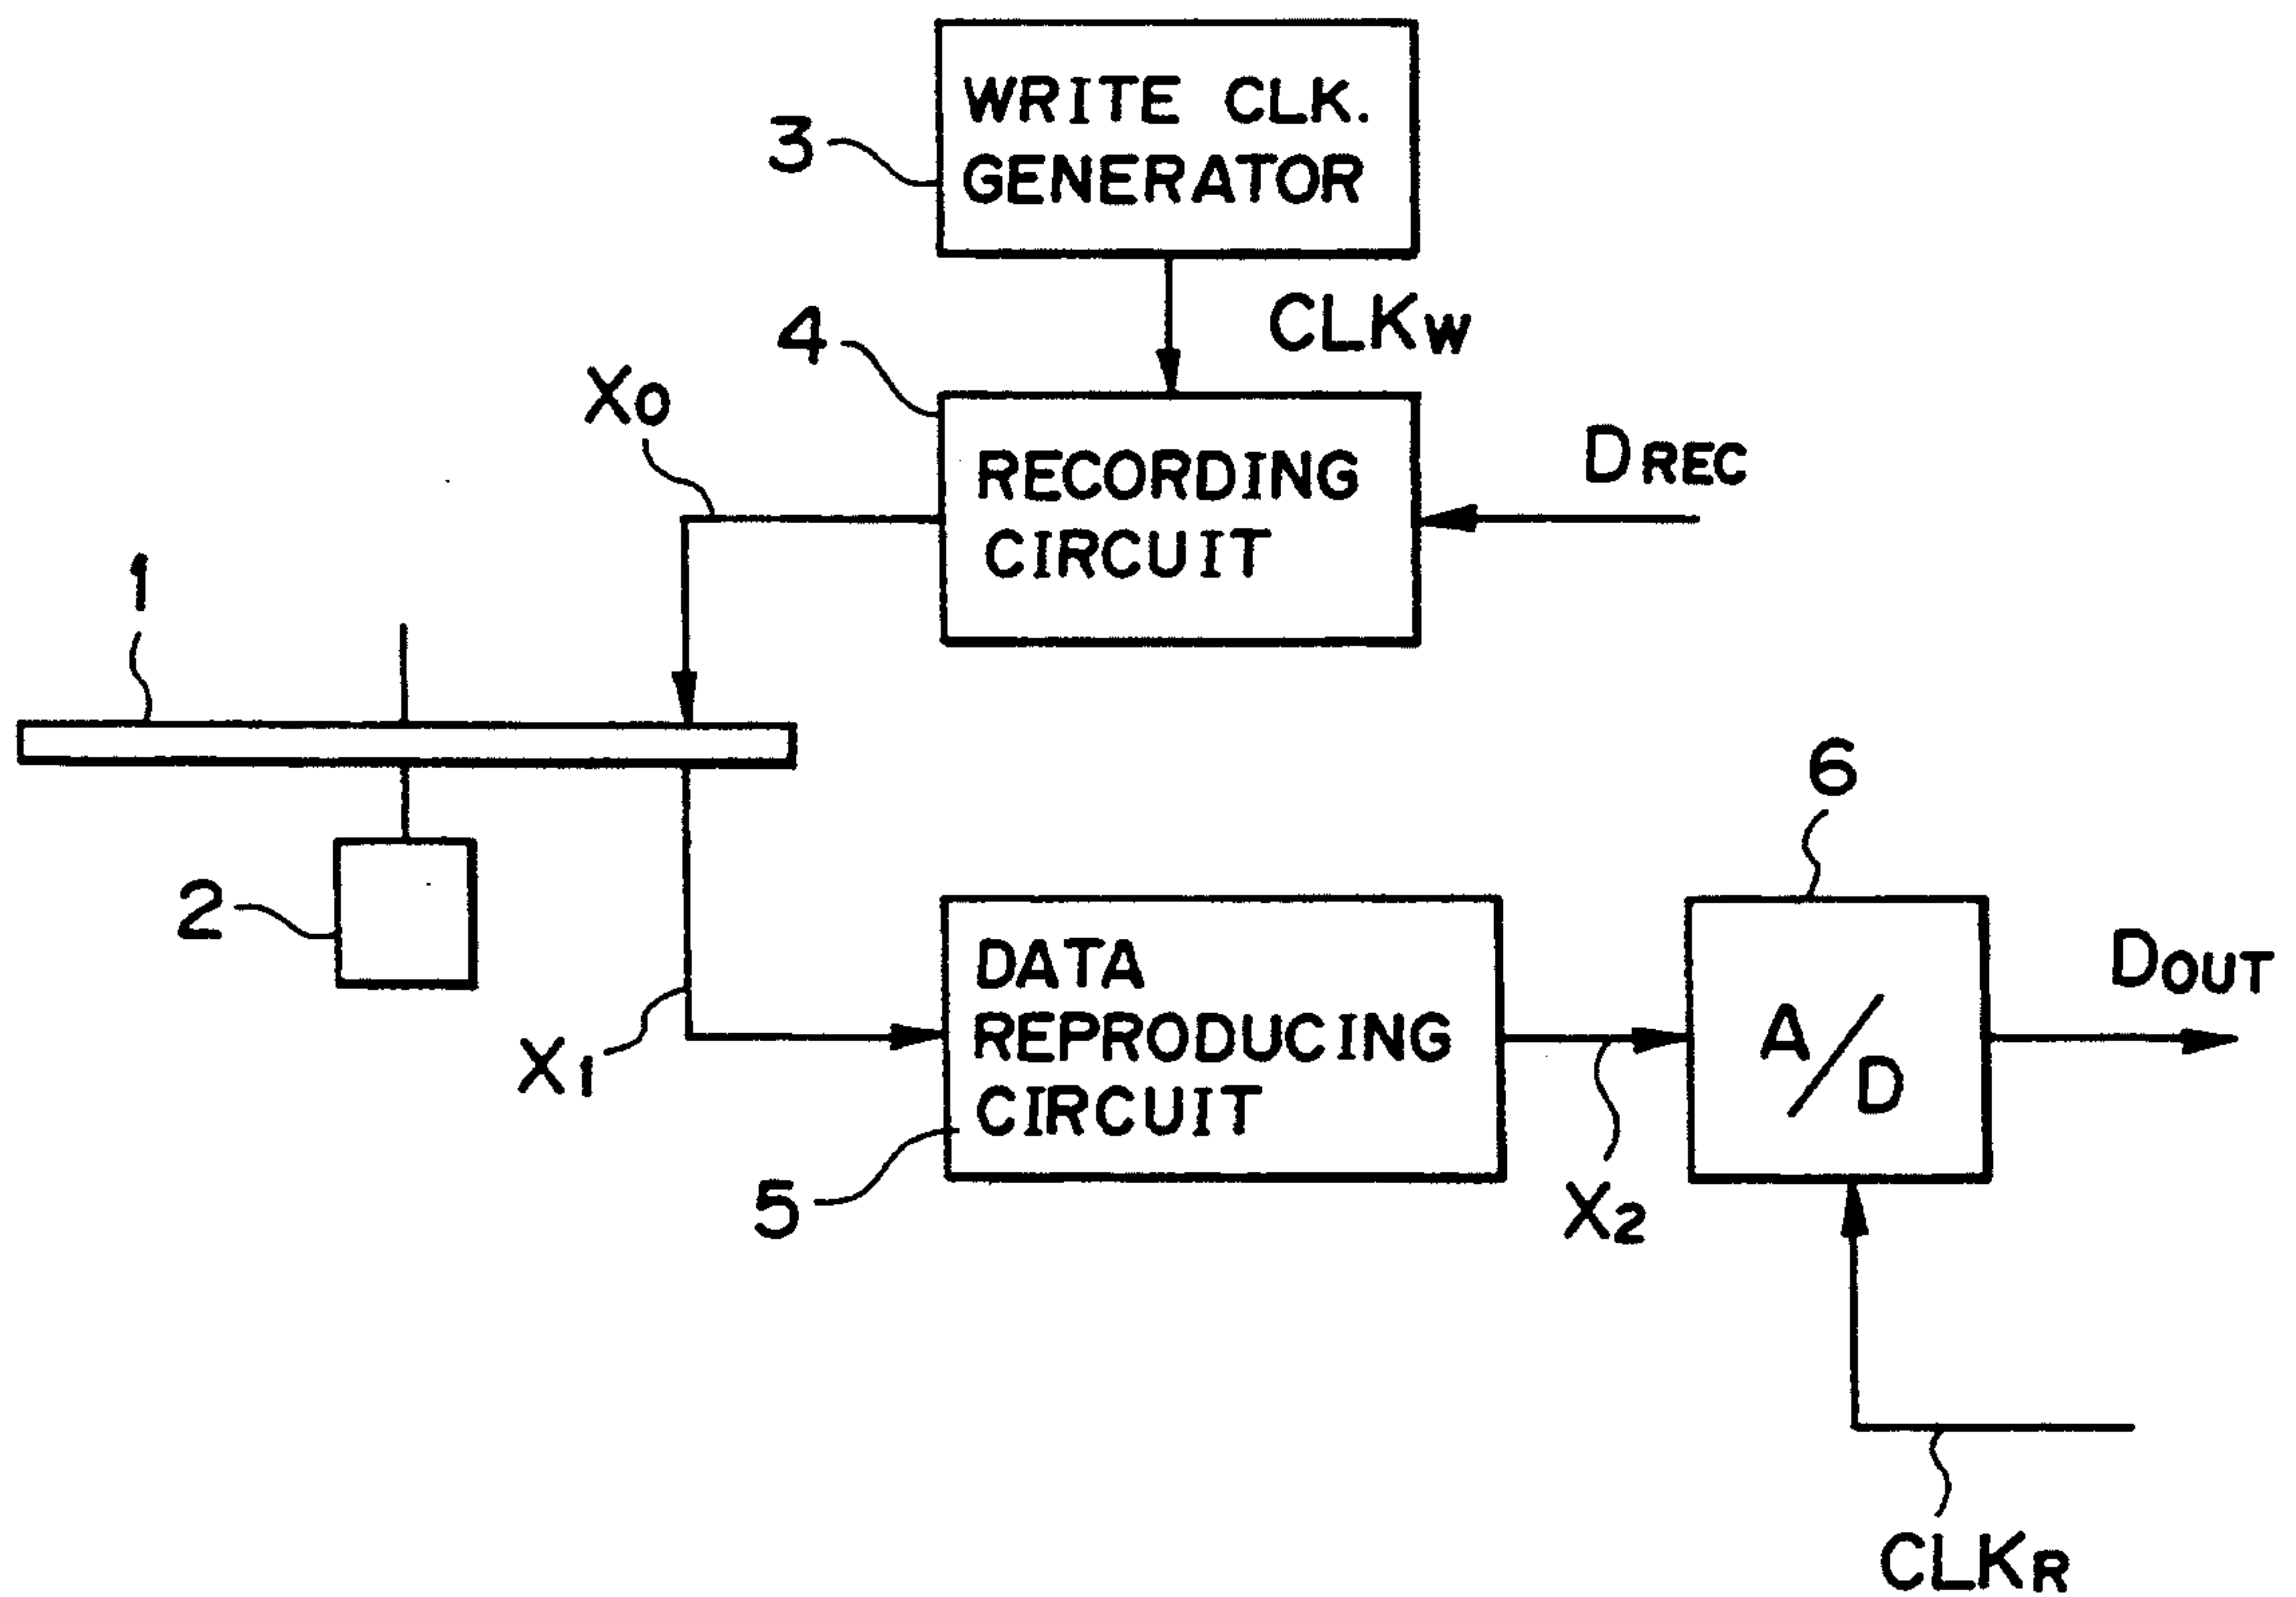 WRITE CLK.
GENERATOR
3
CLKW
4
X0
RECORDING
CIRCUIT
DREC
1
6
2
DATA
REPRODUCING
CIRCUIT
A/D
DOUT
X1
5
X2
CLKR